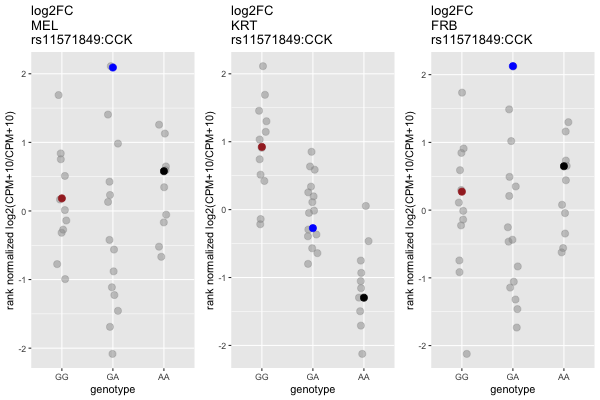 log2FC
MEL
rs11571849:CCK
rank normalized log2(CPM+10/CPM+10)
2
1
0
-1
-2
GG
GA
AA
genotype
log2FC
KRT
rs11571849:CCK
rank normalized log2(CPM+10/CPM+10)
2
1
0
-1
-2
GG
GA
AA
genotype
log2FC
FRB
rs11571849:CCK
rank normalized log2(CPM+10/CPM+10)
2
1
0
-1
-2
GG
GA
AA
genotype